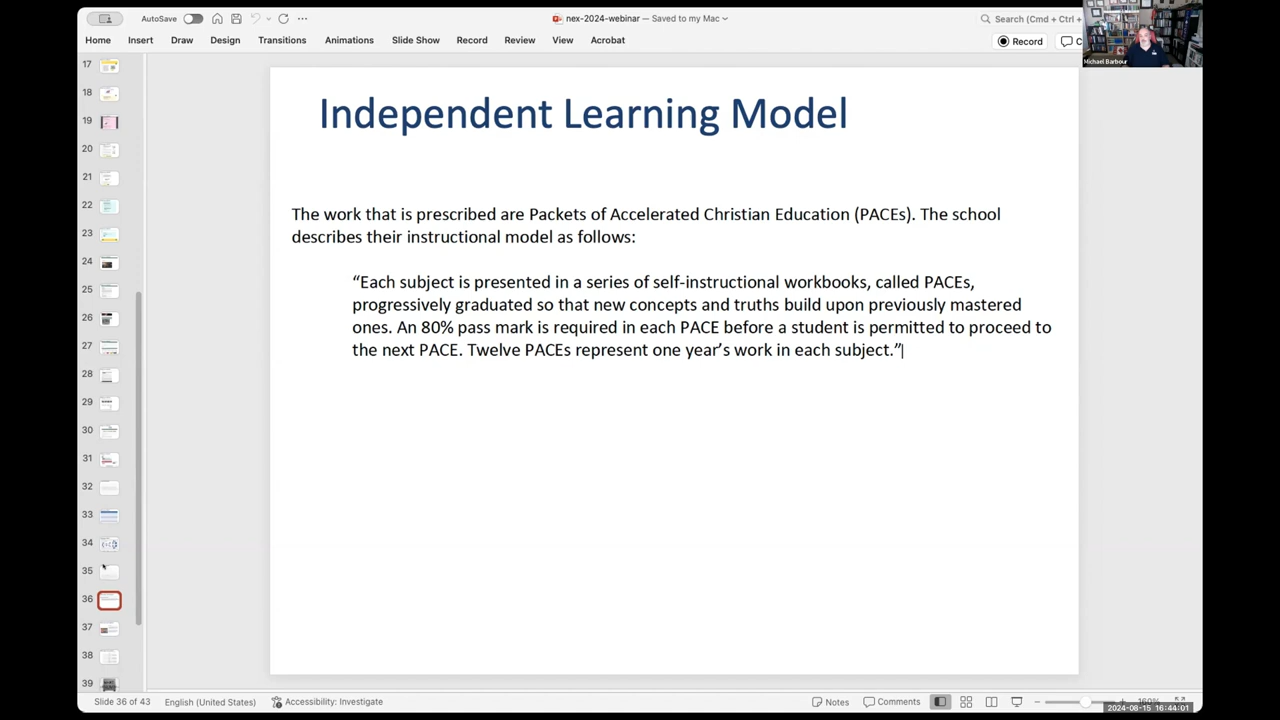 AutoSave
nex-2024-webinar — Saved to my Mac
Search (Cmd + Ctrl +
Home Insert Draw Design Transitions Animations Slide Show Record Review View Acrobat
Record
C
Michael Barbour
17
18
19
20
21
22
23
24
25
26
27
28
29
30
31
32
33
34
35
36
37
38
39
Independent Learning Model
The work that is prescribed are Packets of Accelerated Christian Education (PACEs). The school
describes their instructional model as follows:
“Each subject is presented in a series of self-instructional workbooks, called PACEs,
progressively graduated so that new concepts and truths build upon previously mastered
ones. An 80% pass mark is required in each PACE before a student is permitted to proceed to
the next PACE. Twelve PACEs represent one year’s work in each subject.”
Slide 36 of 43 English (United States) Accessibility: Investigate Notes Comments
2024-08-15 16:44:01